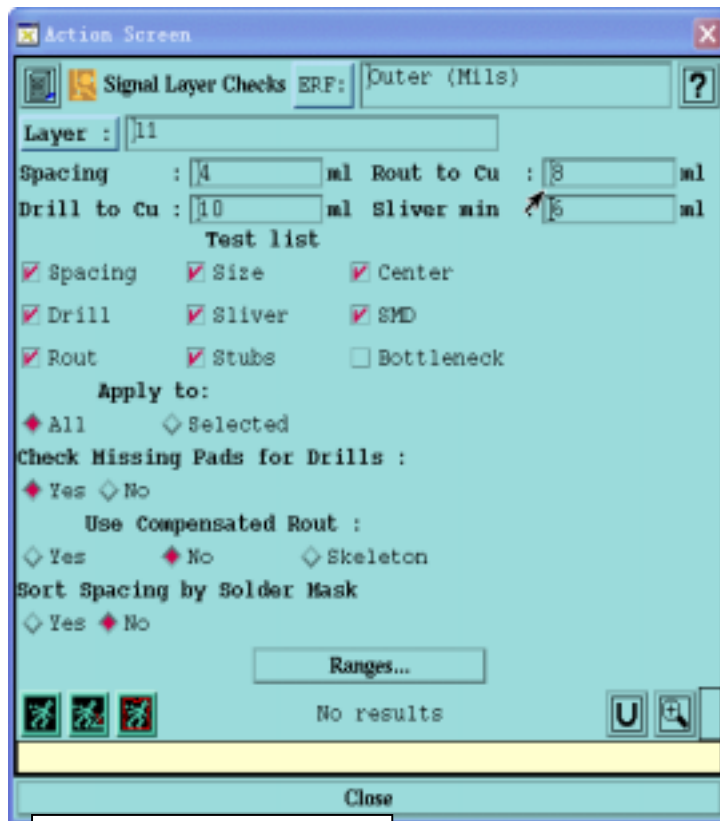 Action Screen
Signal Layer Checks ERF: Outer (Mils) ?
Layer : l1
Spacing : 4 ml Rout to Cu : 8 ml
Drill to Cu : 10 ml Sliver min : 6 ml
Test list
Spacing Size Center
Drill Sliver SMD
Rout Stubs Bottleneck
Apply to:
All Selected
Check Missing Pads for Drills :
Yes No
Use Compensated Rout :
Yes No Skeleton
Sort Spacing by Solder Mask
Yes No
Ranges...
No results U
Close